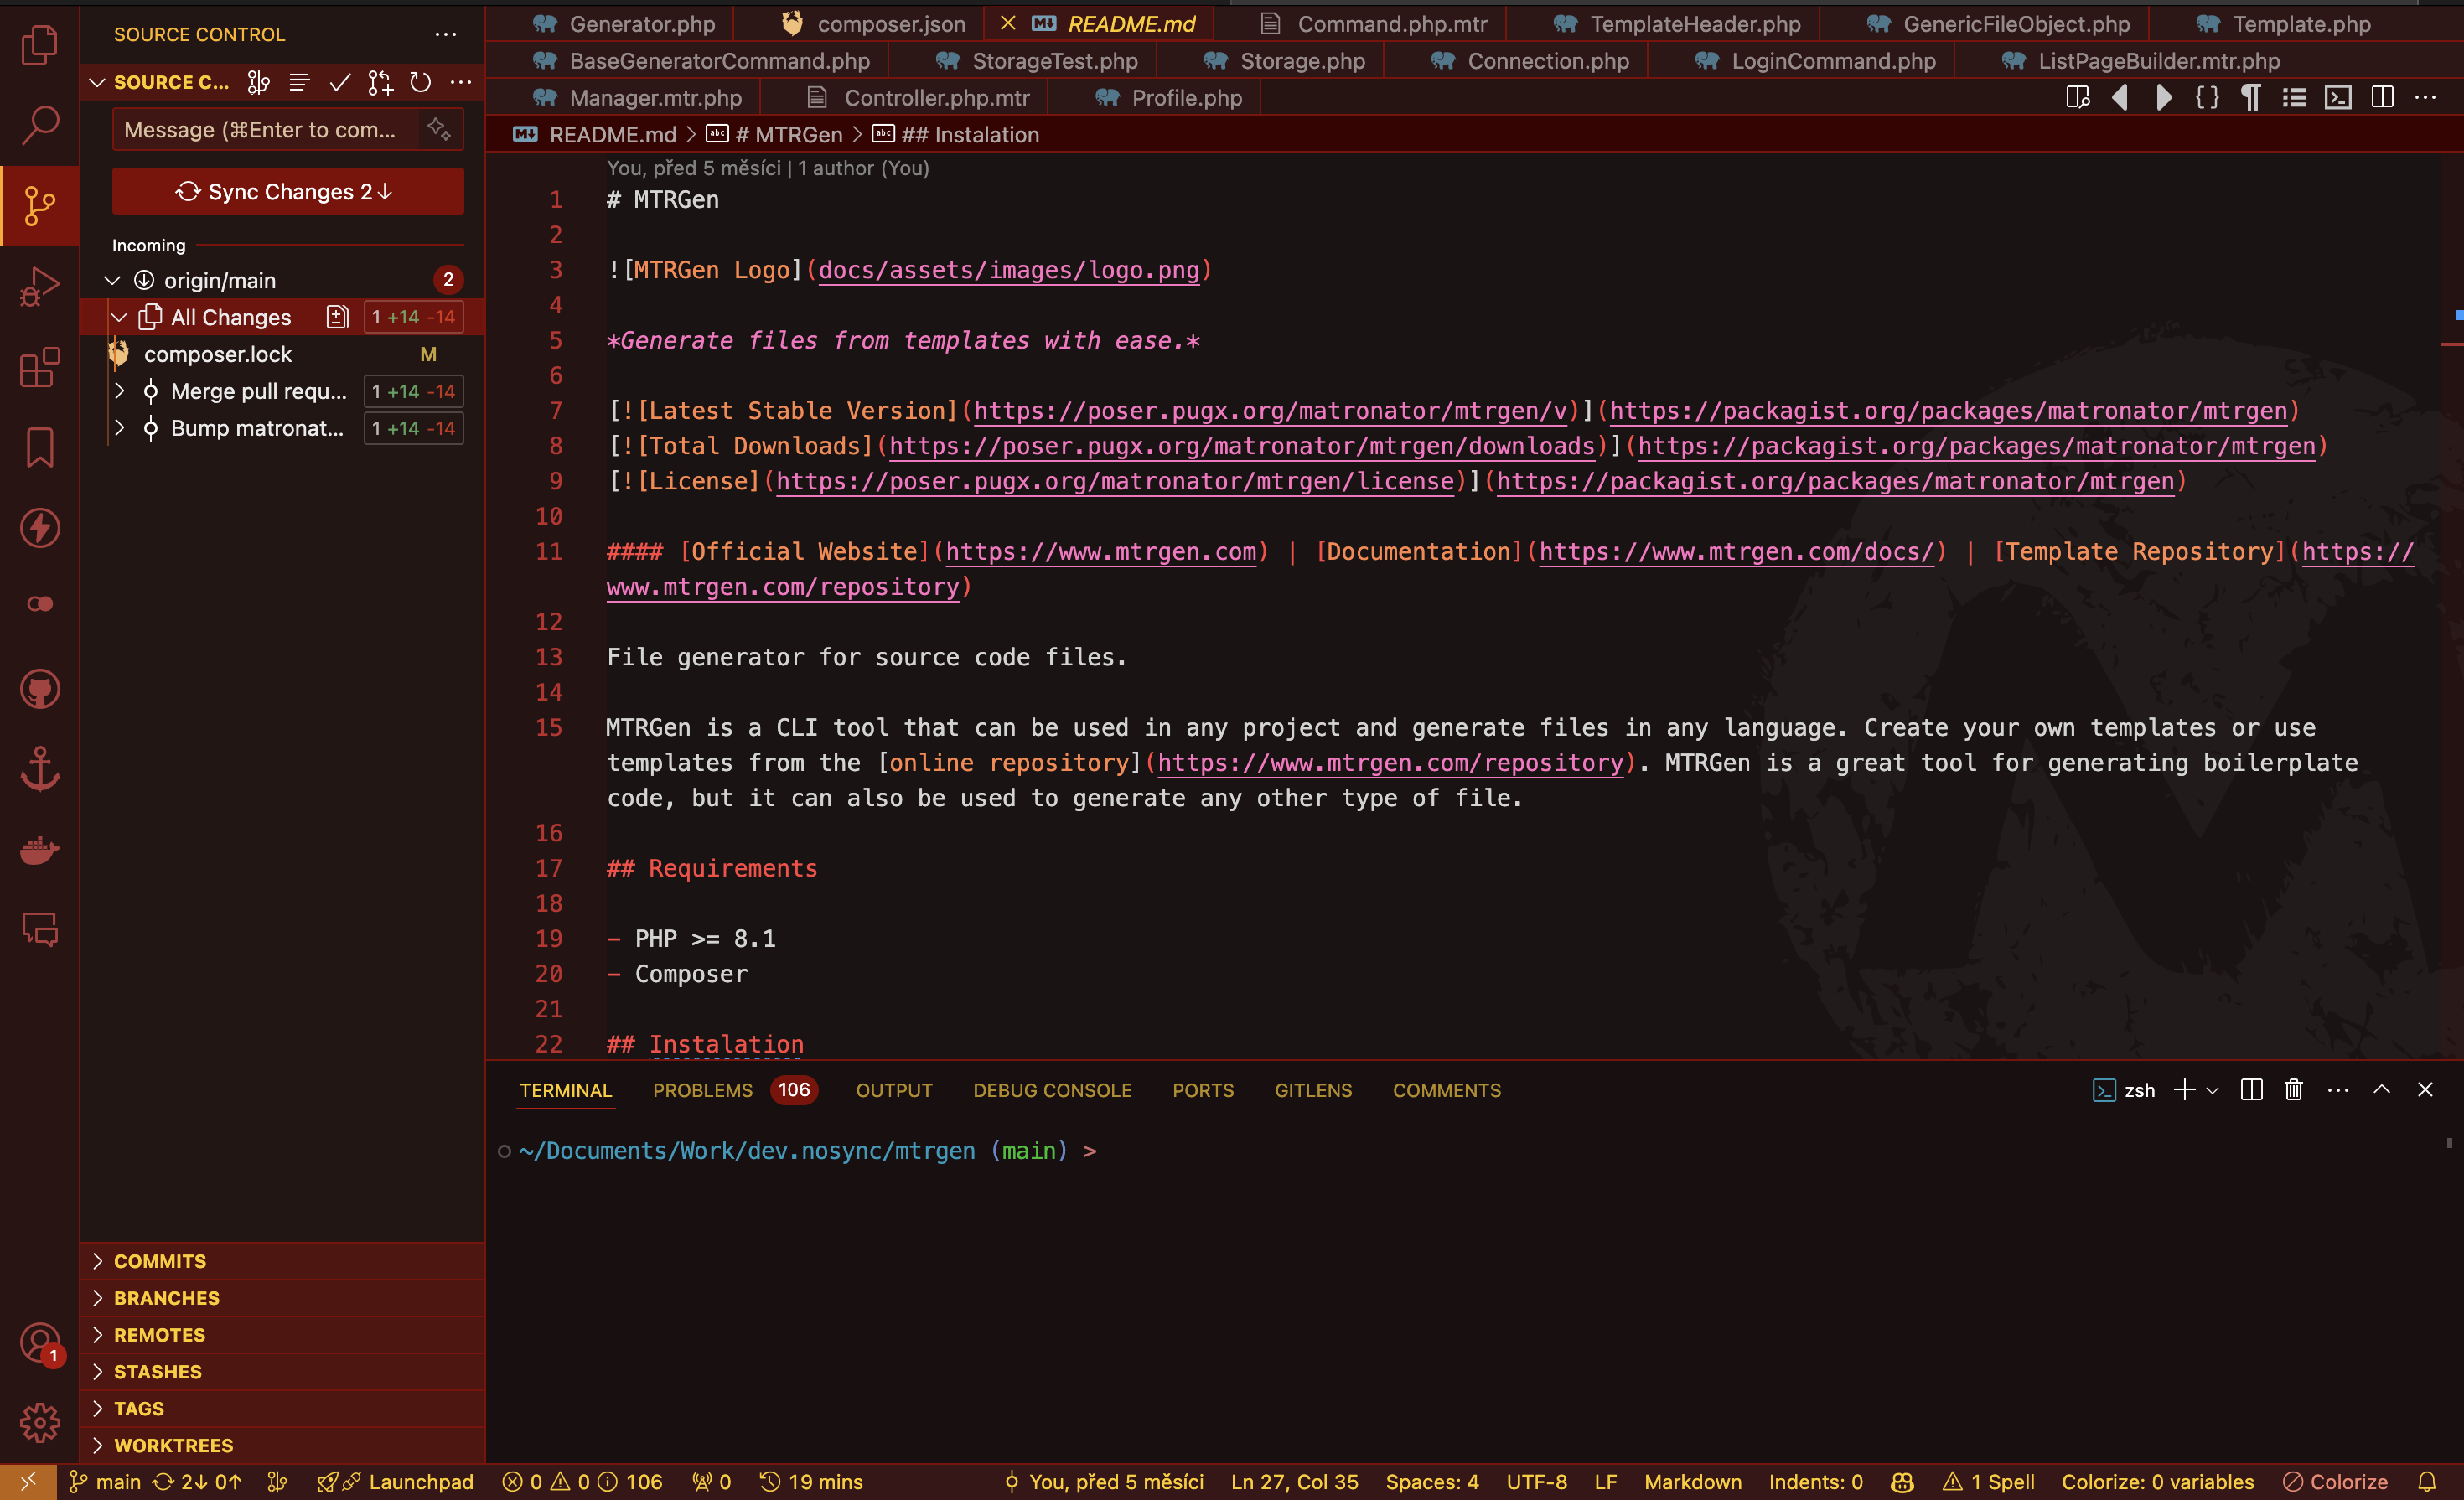 SOURCE CONTROL
SOURCE C...
Message (⌘Enter to com...
Sync Changes 2↓
Incoming
origin/main 2
All Changes 1 +14 -14
composer.lock M
Merge pull requ... 1 +14 -14
Bump matronat... 1 +14 -14
COMMITS
BRANCHES
REMOTES
STASHES
TAGS
WORKTREES
1
Generator.php composer.json README.md Command.php.mtr TemplateHeader.php GenericFileObject.php Template.php
BaseGeneratorCommand.php StorageTest.php Storage.php Connection.php LoginCommand.php ListPageBuilder.mtr.php
Manager.mtr.php Controller.php.mtr Profile.php
README.md > # MTRGen > ## Instalation
You, před 5 měsíci | 1 author (You)
1 # MTRGen
2
3 ![MTRGen Logo](docs/assets/images/logo.png)
4
5 *Generate files from templates with ease.*
6
7 [![Latest Stable Version](https://poser.pugx.org/matronator/mtrgen/v)](https://packagist.org/packages/matronator/mtrgen)
8 [![Total Downloads](https://poser.pugx.org/matronator/mtrgen/downloads)](https://packagist.org/packages/matronator/mtrgen)
9 [![License](https://poser.pugx.org/matronator/mtrgen/license)](https://packagist.org/packages/matronator/mtrgen)
10
11 #### [Official Website](https://www.mtrgen.com) | [Documentation](https://www.mtrgen.com/docs/) | [Template Repository](https://
www.mtrgen.com/repository)
12
13 File generator for source code files.
14
15 MTRGen is a CLI tool that can be used in any project and generate files in any language. Create your own templates or use
templates from the [online repository](https://www.mtrgen.com/repository). MTRGen is a great tool for generating boilerplate
code, but it can also be used to generate any other type of file.
16
17 ## Requirements
18
19 - PHP >= 8.1
20 - Composer
21
22 ## Instalation
TERMINAL PROBLEMS 106 OUTPUT DEBUG CONSOLE PORTS GITLENS COMMENTS zsh
~/Documents/Work/dev.nosync/mtrgen (main) >
main 2↓ 0↑ Launchpad 0 0 106 0 19 mins You, před 5 měsíci Ln 27, Col 35 Spaces: 4 UTF-8 LF Markdown Indents: 0 1 Spell Colorize: 0 variables Colorize